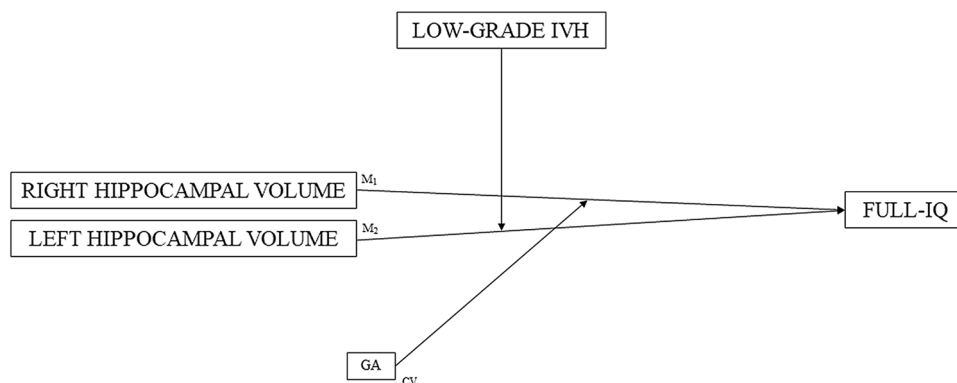 LOW-GRADE IVH
RIGHT HIPPOCAMPAL VOLUME
M₁
LEFT HIPPOCAMPAL VOLUME
M₂
FULL-IQ
GA
CV